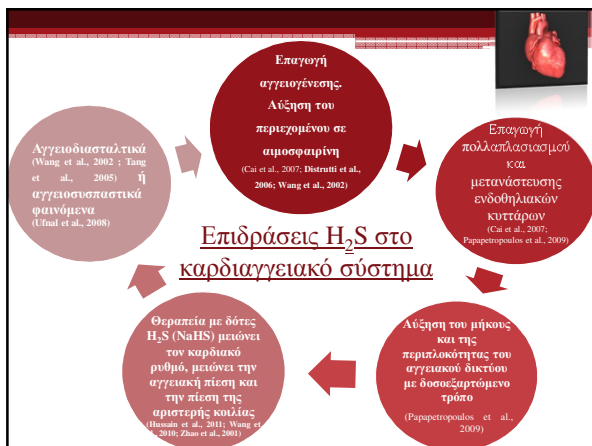 Επαγωγή
αγγειογένεσης.
Αύξηση του
περιεχομένου σε
αιμοσφαιρίνη
(Cai et al., 2007; Distrutti et al.,
2006; Wang et al., 2002)
Επαγωγή
πολλαπλασιασμού
και
μετανάστευσης
ενδοθηλιακών
κυττάρων
(Cai et al., 2007;
Papapetropoulos et al., 2009)
Αύξηση του μήκους
και της
περιπλοκότητας του
αγγειακού δικτύου
με δοσοεξαρτώμενο
τρόπο
(Papapetropoulos et al.,
2009)
Θεραπεία με δότες
H₂S (NaHS) μειώνει
τον καρδιακό
ρυθμό, μειώνει την
αγγειακή πίεση και
την πίεση της
αριστερής κοιλίας
(Hussain et al., 2011; Wang et
., 2010; Zhao et al., 2001)
Αγγειοδιασταλτικά
(Wang et al., 2002 ; Tang
et al., 2005) ή
αγγειοσυσπαστικά
φαινόμενα
(Ufnal et al., 2008)
Επιδράσεις H₂S στο
καρδιαγγειακό σύστημα